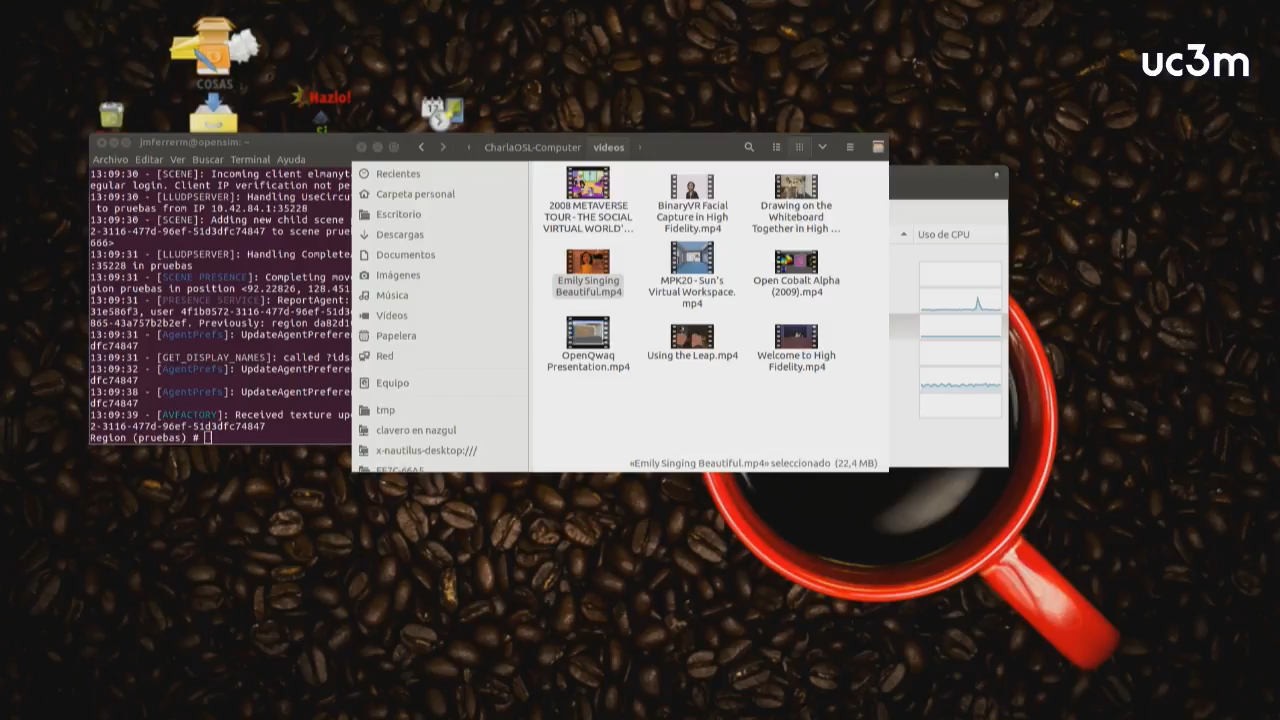 uc3m
COSAS
Hazlo!
Si
jmferrerm@opensim: ~
Archivo Editar Ver Buscar Terminal Ayuda
13:09:30 - [SCENE]: Incoming client elmanyt
egular login. Client IP verification not pe
13:09:30 - [LLUDPSERVER]: Handling UseCircu
to pruebas from IP 10.42.84.1:35228
13:09:30 - [SCENE]: Adding new child scene
2-3116-477d-96ef-51d3dfc74847 to scene prue
666>
13:09:31 - [LLUDPSERVER]: Handling Complete
:35228 in pruebas
13:09:31 - [SCENE PRESENCE]: Completing mov
gion pruebas in position <92.22826, 128.451
13:09:31 - [PRESENCE SERVICE]: ReportAgent:
31e586f3, user 4f1b0572-3116-477d-96ef-51d3
865-43a757b2b2ef. Previously: region da82d1
13:09:31 - [AgentPrefs]: UpdateAgentPrefere
dfc74847
13:09:31 - [GET_DISPLAY_NAMES]: called ?ids
13:09:32 - [AgentPrefs]: UpdateAgentPrefere
dfc74847
13:09:38 - [AgentPrefs]: UpdateAgentPrefere
dfc74847
13:09:39 - [AVFACTORY]: Received texture up
2-3116-477d-96ef-51d3dfc74847
Region (pruebas) #
CharlaOSL-Computer videos
Recientes
Carpeta personal
Escritorio
Descargas
Documentos
Imágenes
Música
Vídeos
Papelera
Red
Equipo
tmp
clavero en nazgul
x-nautilus-desktop:///
2008 METAVERSE
TOUR - THE SOCIAL
VIRTUAL WORLD'...
BinaryVR Facial
Capture in High
Fidelity.mp4
Drawing on the
Whiteboard
Together in High ...
Emily Singing
Beautiful.mp4
MPK20 - Sun's
Virtual Workspace.
mp4
Open Cobalt Alpha
(2009).mp4
OpenQwaq
Presentation.mp4
Using the Leap.mp4
Welcome to High
Fidelity.mp4
«Emily Singing Beautiful.mp4» seleccionado (22,4 MB)
Uso de CPU